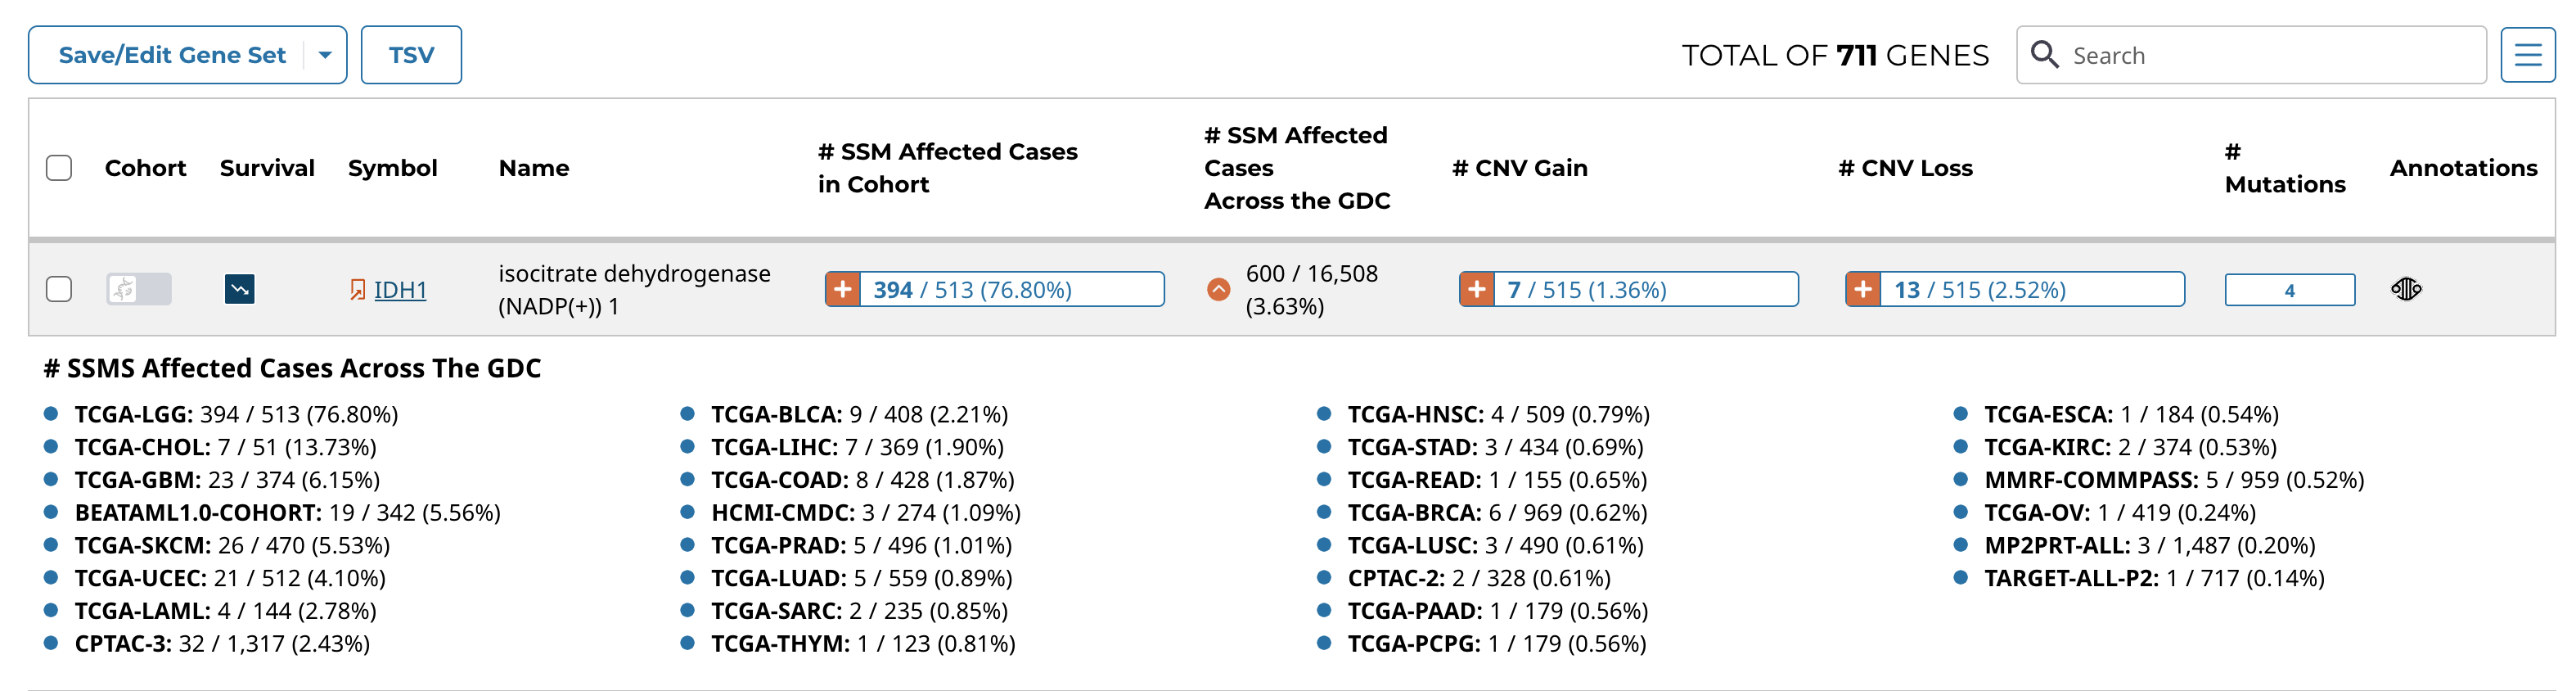 Save/Edit Gene Set
TSV
TOTAL OF 711 GENES
Search
Cohort
Survival
Symbol
Name
# SSM Affected Cases
in Cohort
# SSM Affected
Cases
Across the GDC
# CNV Gain
# CNV Loss
#
Mutations
Annotations
IDH1
isocitrate dehydrogenase
(NADP(+)) 1
394 / 513 (76.80%)
600 / 16,508
(3.63%)
7 / 515 (1.36%)
13 / 515 (2.52%)
4
# SSMS Affected Cases Across The GDC
TCGA-LGG: 394 / 513 (76.80%)
TCGA-CHOL: 7 / 51 (13.73%)
TCGA-GBM: 23 / 374 (6.15%)
BEATAML1.0-COHORT: 19 / 342 (5.56%)
TCGA-SKCM: 26 / 470 (5.53%)
TCGA-UCEC: 21 / 512 (4.10%)
TCGA-LAML: 4 / 144 (2.78%)
CPTAC-3: 32 / 1,317 (2.43%)
TCGA-BLCA: 9 / 408 (2.21%)
TCGA-LIHC: 7 / 369 (1.90%)
TCGA-COAD: 8 / 428 (1.87%)
HCMI-CMDC: 3 / 274 (1.09%)
TCGA-PRAD: 5 / 496 (1.01%)
TCGA-LUAD: 5 / 559 (0.89%)
TCGA-SARC: 2 / 235 (0.85%)
TCGA-THYM: 1 / 123 (0.81%)
TCGA-HNSC: 4 / 509 (0.79%)
TCGA-STAD: 3 / 434 (0.69%)
TCGA-READ: 1 / 155 (0.65%)
TCGA-BRCA: 6 / 969 (0.62%)
TCGA-LUSC: 3 / 490 (0.61%)
CPTAC-2: 2 / 328 (0.61%)
TCGA-PAAD: 1 / 179 (0.56%)
TCGA-PCPG: 1 / 179 (0.56%)
TCGA-ESCA: 1 / 184 (0.54%)
TCGA-KIRC: 2 / 374 (0.53%)
MMRF-COMMPASS: 5 / 959 (0.52%)
TCGA-OV: 1 / 419 (0.24%)
MP2PRT-ALL: 3 / 1,487 (0.20%)
TARGET-ALL-P2: 1 / 717 (0.14%)